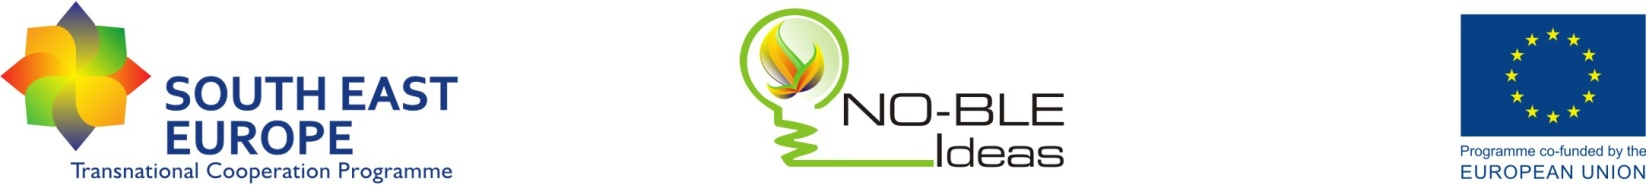 SOUTH EAST
EUROPE
Transnational Cooperation Programme
NO-BLE
Ideas
Programme co-funded by the
EUROPEAN UNION